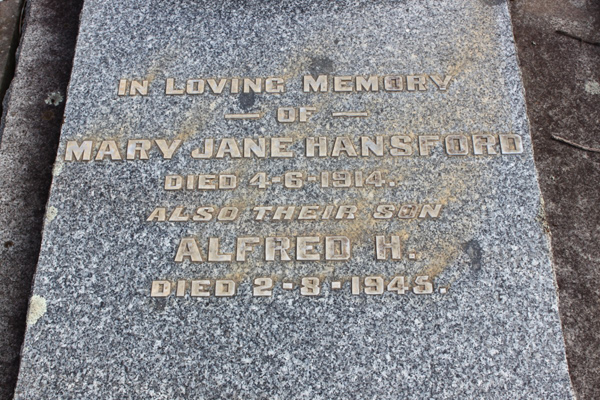 IN LOVING MEMORY
— OF —
MARY JANE HANSFORD
DIED 4-6-1914.
ALSO THEIR SON
ALFRED H.
DIED 2-8-1945.